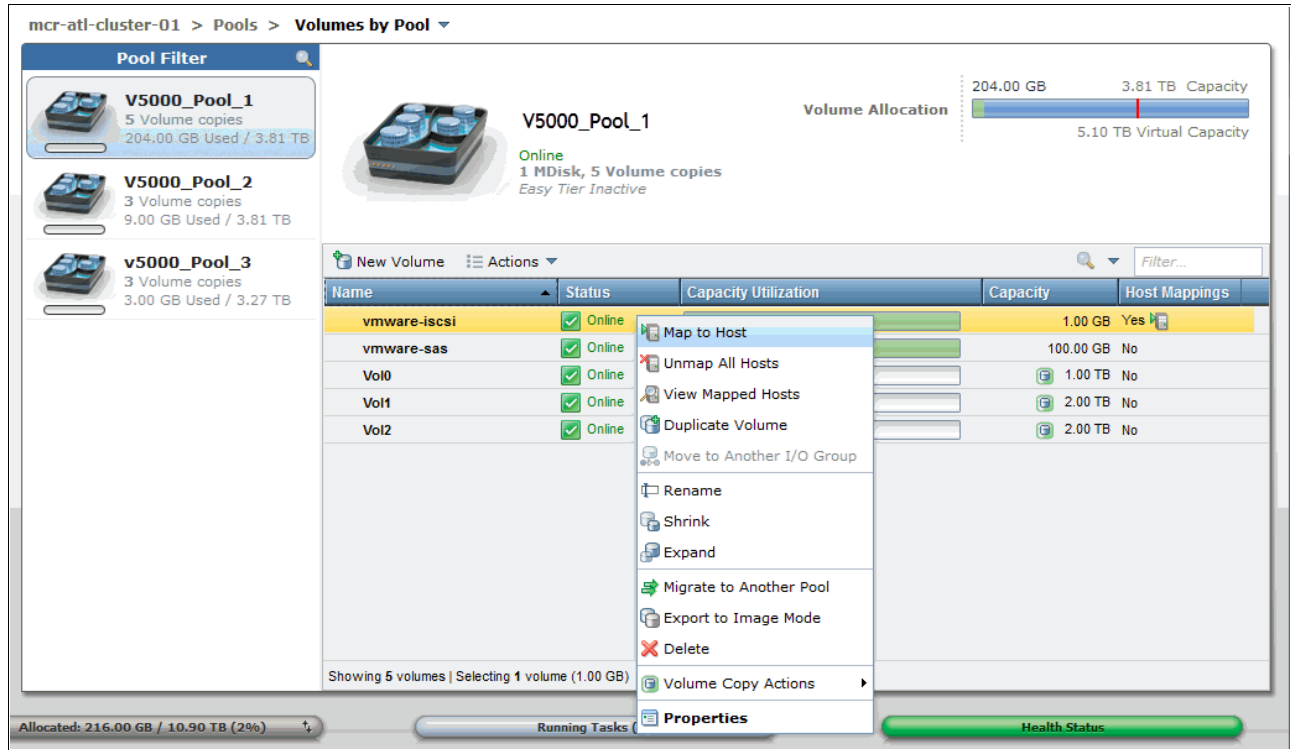 mcr-atl-cluster-01 > Pools > Volumes by Pool
Pool Filter
V5000_Pool_1
5 Volume copies
204.00 GB Used / 3.81 TB
V5000_Pool_2
3 Volume copies
9.00 GB Used / 3.81 TB
v5000_Pool_3
3 Volume copies
3.00 GB Used / 3.27 TB
V5000_Pool_1
Online
1 MDisk, 5 Volume copies
Easy Tier Inactive
Volume Allocation
204.00 GB 3.81 TB Capacity
5.10 TB Virtual Capacity
New Volume Actions Filter...
Name Status Capacity Utilization Capacity Host Mappings
vmware-iscsi Online 1.00 GB Yes
vmware-sas Online 100.00 GB No
Vol0 Online 1.00 TB No
Vol1 Online 2.00 TB No
Vol2 Online 2.00 TB No
Map to Host
Unmap All Hosts
View Mapped Hosts
Duplicate Volume
Move to Another I/O Group
Rename
Shrink
Expand
Migrate to Another Pool
Export to Image Mode
Delete
Volume Copy Actions
Properties
Showing 5 volumes | Selecting 1 volume (1.00 GB)
Allocated: 216.00 GB / 10.90 TB (2%) Running Tasks ( Health Status